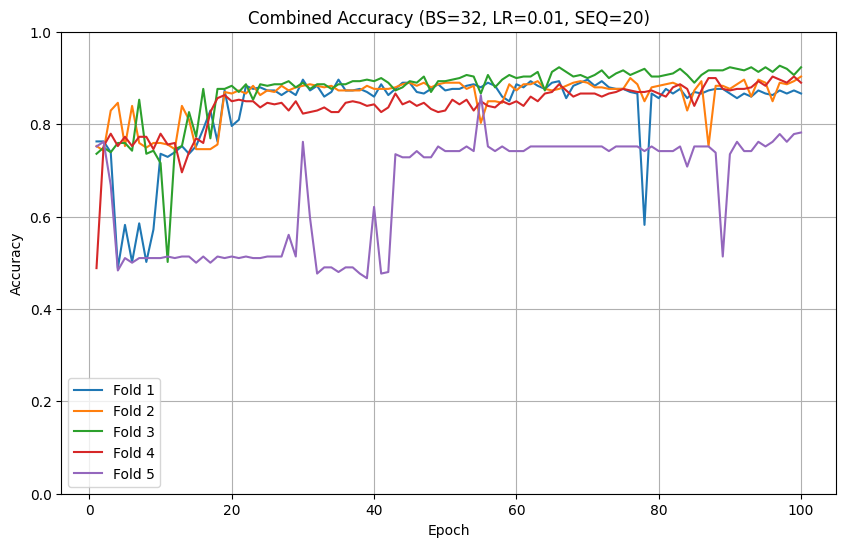 Combined Accuracy (BS=32, LR=0.01, SEQ=20)
1.0
0.8
0.6
0.4
0.2
0.0
Accuracy
Fold 1
Fold 2
Fold 3
Fold 4
Fold 5
0 20 40 60 80 100
Epoch